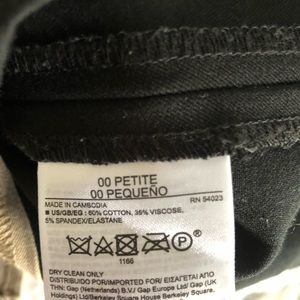 00 PETITE
00 PEQUEÑO
MADE IN CAMBODIA RN 54023
■ US/GB/EG : 60% COTTON, 35% VISCOSE,
5% SPANDEX/ELASTANE
P
1166
DRY CLEAN ONLY
DISTRIBUIDO POR/IMPORTED BY/FOR/ ΕΙΣΑΓΕΤΑΙ ΑΠΟ
THN: Gap (Netherlands) B.V./ Gap Europe Ltd/Gap (UK
Holdings) Ltd/Berkeley Square House Berkeley Square,